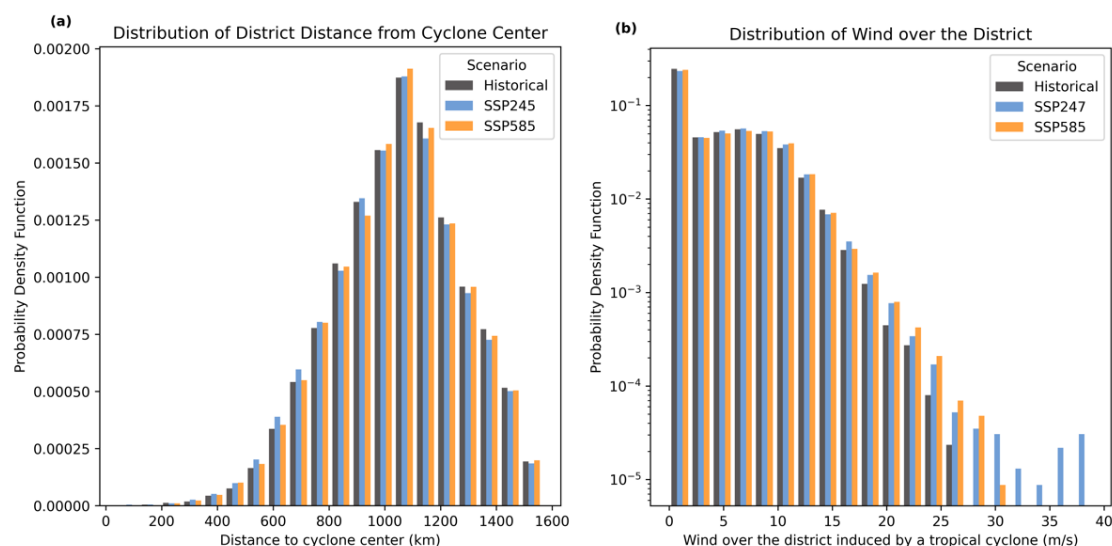 (a)
Distribution of District Distance from Cyclone Center
0.00200
0.00175
0.00150
0.00125
0.00100
0.00075
0.00050
0.00025
0.00000
Probability Density Function
Scenario
Historical
SSP245
SSP585
0 200 400 600 800 1000 1200 1400 1600
Distance to cyclone center (km)
(b)
Distribution of Wind over the District
10⁻¹
10⁻²
10⁻³
10⁻⁴
10⁻⁵
Probability Density Function
Scenario
Historical
SSP247
SSP585
0 5 10 15 20 25 30 35 40
Wind over the district induced by a tropical cyclone (m/s)